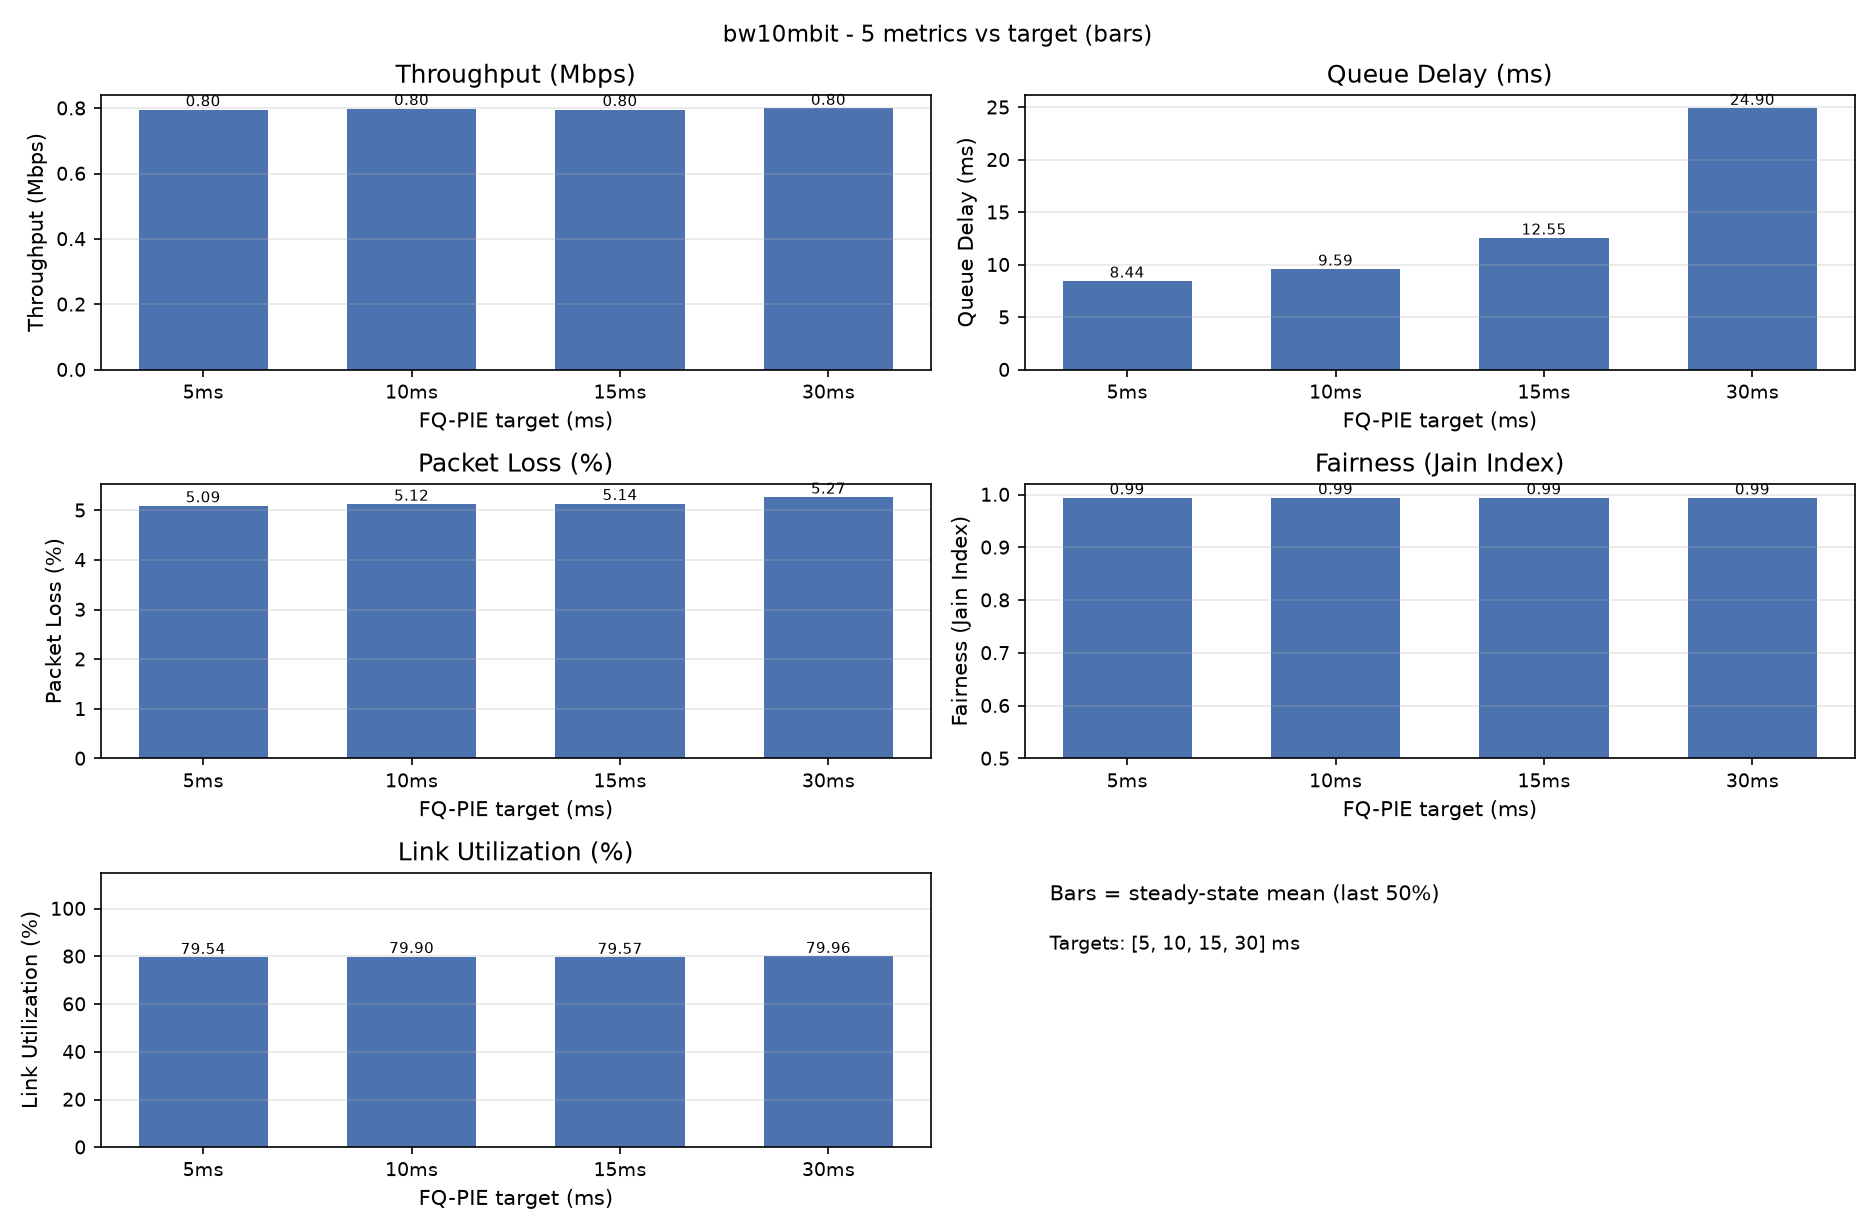 bw10mbit - 5 metrics vs target (bars)
Throughput (Mbps)
Throughput (Mbps)
0.8
0.6
0.4
0.2
0.0
0.80
0.80
0.80
0.80
5ms
10ms
15ms
30ms
FQ-PIE target (ms)
Queue Delay (ms)
Queue Delay (ms)
25
20
15
10
5
0
8.44
9.59
12.55
24.90
5ms
10ms
15ms
30ms
FQ-PIE target (ms)
Packet Loss (%)
Packet Loss (%)
5
4
3
2
1
0
5.09
5.12
5.14
5.27
5ms
10ms
15ms
30ms
FQ-PIE target (ms)
Fairness (Jain Index)
Fairness (Jain Index)
1.0
0.9
0.8
0.7
0.6
0.5
0.99
0.99
0.99
0.99
5ms
10ms
15ms
30ms
FQ-PIE target (ms)
Link Utilization (%)
Link Utilization (%)
100
80
60
40
20
0
79.54
79.90
79.57
79.96
5ms
10ms
15ms
30ms
FQ-PIE target (ms)
Bars = steady-state mean (last 50%)
Targets: [5, 10, 15, 30] ms